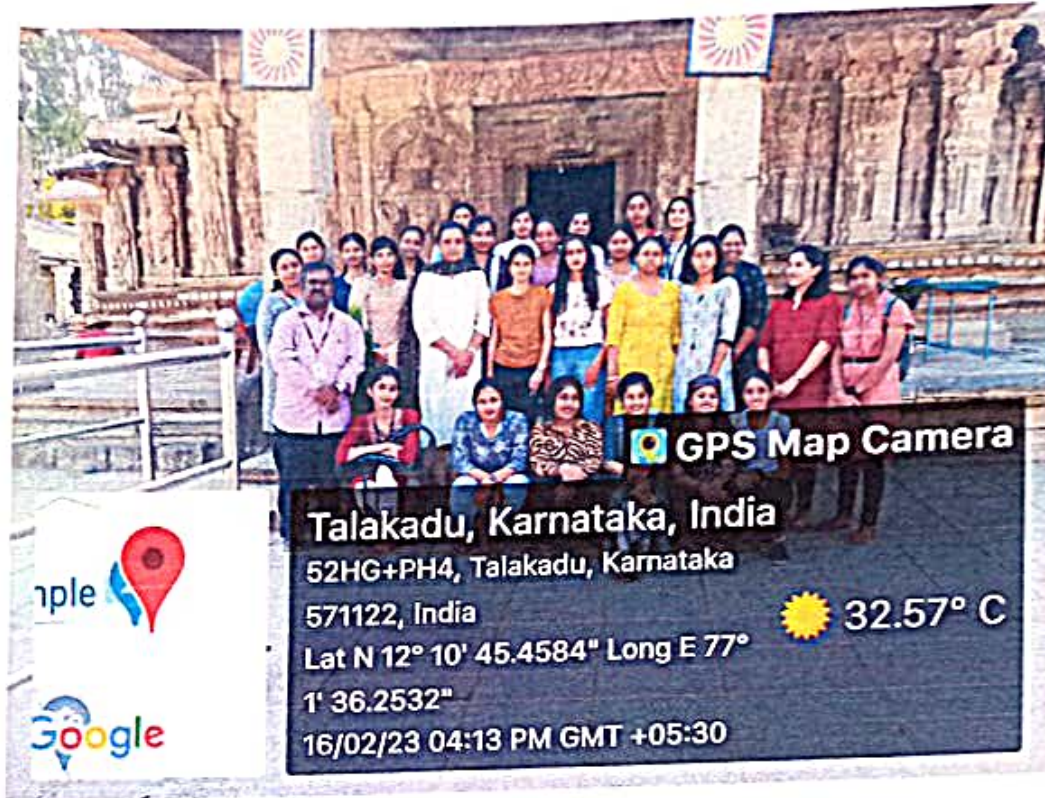 GPS Map Camera
Talakadu, Karnataka, India
52HG+PH4, Talakadu, Karnataka
571122, India
32.57° C
Lat N 12° 10' 45.4584" Long E 77°
1' 36.2532"
16/02/23 04:13 PM GMT +05:30
mple
Google